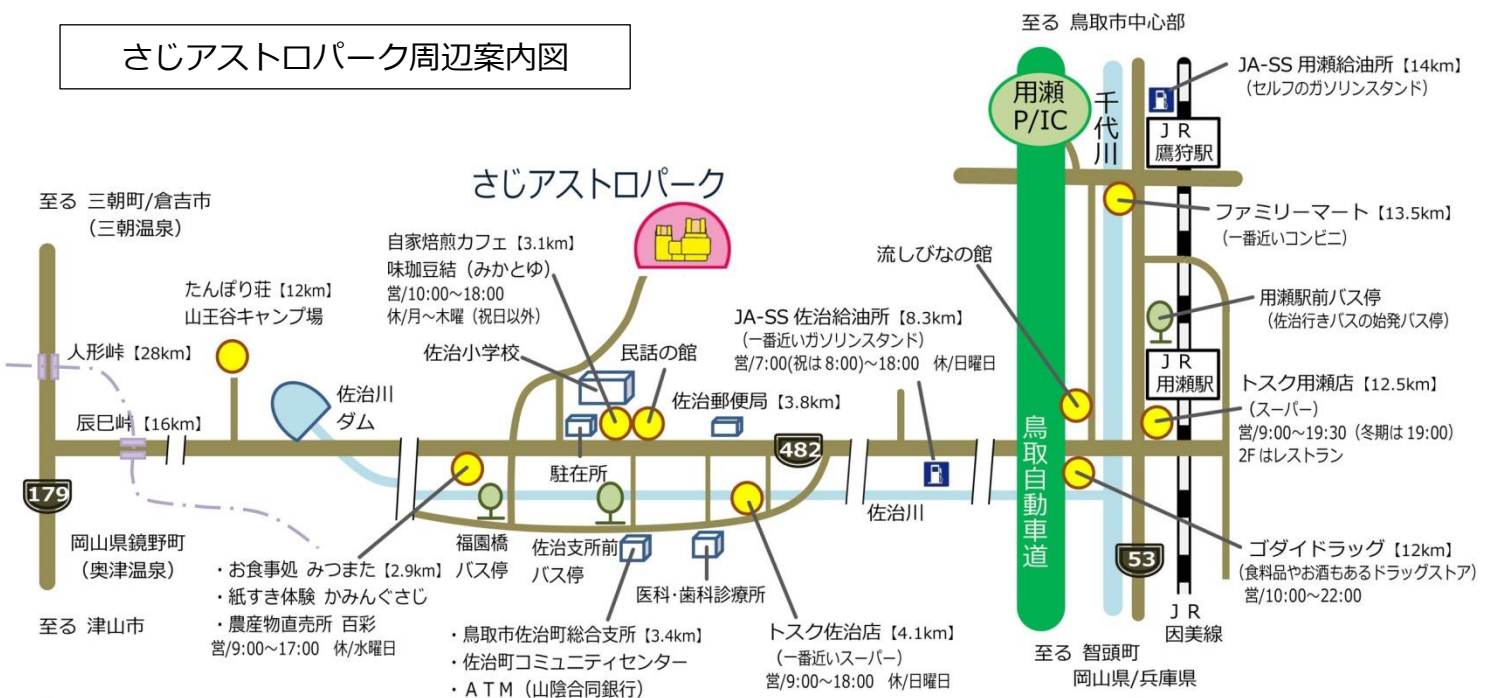 さじアストロパーク周辺案内図
至る 鳥取市中心部
用瀬
P/IC
千代川
JA-SS 用瀬給油所【14km】
(セルフのガソリンスタンド)
ＪＲ
鷹狩駅
至る 三朝町/倉吉市
(三朝温泉)
さじアストロパーク
自家焙煎カフェ【3.1km】
味珈豆結（みかとゆ）
営/10:00～18:00
休/月～木曜（祝日以外）
ファミリーマート【13.5km】
(一番近いコンビニ)
流しびなの館
たんぽり荘【12km】
山王谷キャンプ場
用瀬駅前バス停
(佐治行きバスの始発バス停)
JA-SS 佐治給油所【8.3km】
(一番近いガソリンスタンド)
営/7:00(祝は8:00)～18:00　休/日曜日
人形峠【28km】
佐治小学校
民話の館
ＪＲ
用瀬駅
トスク用瀬店【12.5km】
(スーパー)
営/9:00～19:30（冬期は19:00）
2Fはレストラン
佐治川
ダム
佐治郵便局【3.8km】
辰巳峠【16km】
482
駐在所
鳥取自動車道
179
佐治川
岡山県鏡野町
(奥津温泉)
福園橋
バス停
佐治支所前
バス停
53
ゴダイドラッグ【12km】
(食料品やお酒もあるドラッグストア)
営/10:00～22:00
・お食事処 みつまた【2.9km】
・紙すき体験 かみんぐさじ
・農産物直売所 百彩
営/9:00～17:00　休/水曜日
医科・歯科診療所
至る 津山市
ＪＲ
因美線
・鳥取市佐治町総合支所【3.4km】
・佐治町コミュニティセンター
・ＡＴＭ（山陰合同銀行）
トスク佐治店【4.1km】
(一番近いスーパー)
営/9:00～18:00　休/日曜日
至る 智頭町
岡山県/兵庫県